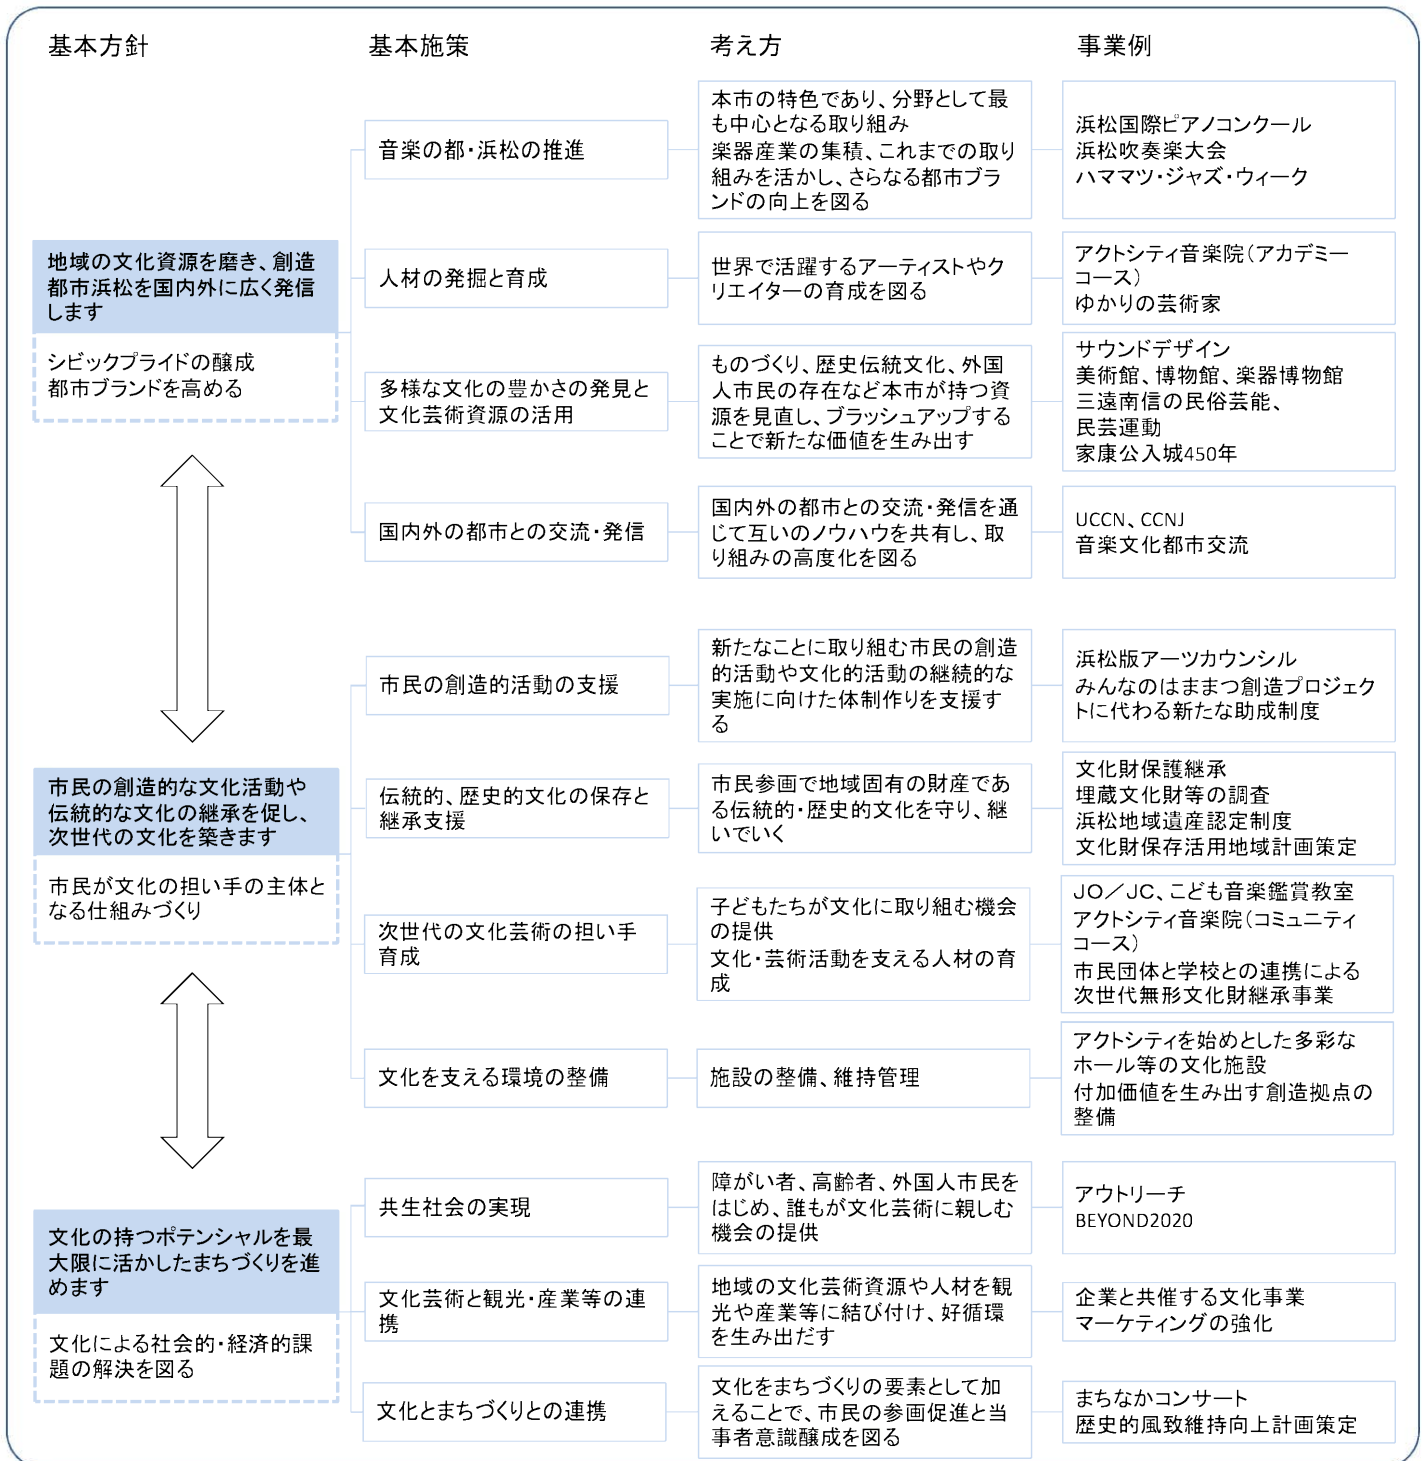 基本方針
基本施策
考え方
事業例
地域の文化資源を磨き、創造
都市浜松を国内外に広く発信
します
シビックプライドの醸成
都市ブランドを高める
音楽の都・浜松の推進
本市の特色であり、分野として最
も中心となる取り組み
楽器産業の集積、これまでの取り
組みを活かし、さらなる都市ブラ
ンドの向上を図る
浜松国際ピアノコンクール
浜松吹奏楽大会
ハママツ・ジャズ・ウィーク
人材の発掘と育成
世界で活躍するアーティストやク
リエイターの育成を図る
アクトシティ音楽院（アカデミー
コース）
ゆかりの芸術家
多様な文化の豊かさの発見と
文化芸術資源の活用
ものづくり、歴史伝統文化、外国
人市民の存在など本市が持つ資
源を見直し、ブラッシュアップする
ことで新たな価値を生み出す
サウンドデザイン
美術館、博物館、楽器博物館
三遠南信の民俗芸能、
民芸運動
家康公入城450年
国内外の都市との交流・発信
国内外の都市との交流・発信を通
じて互いのノウハウを共有し、取
り組みの高度化を図る
UCCN、CCNJ
音楽文化都市交流
市民の創造的な文化活動や
伝統的な文化の継承を促し、
次世代の文化を築きます
市民が文化の担い手の主体と
なる仕組みづくり
市民の創造的活動の支援
新たなことに取り組む市民の創造
的活動や文化的活動の継続的な
実施に向けた体制作りを支援す
る
浜松版アーツカウンシル
みんなのはままつ創造プロジェク
トに代わる新たな助成制度
伝統的、歴史的文化の保存と
継承支援
市民参画で地域固有の財産であ
る伝統的・歴史的文化を守り、継
いでいく
文化財保護継承
埋蔵文化財等の調査
浜松地域遺産認定制度
文化財保存活用地域計画策定
次世代の文化芸術の担い手
育成
子どもたちが文化に取り組む機会
の提供
文化・芸術活動を支える人材の育
成
ＪＯ／ＪＣ、こども音楽鑑賞教室
アクトシティ音楽院（コミュニティ
コース）
市民団体と学校との連携による
次世代無形文化財継承事業
文化を支える環境の整備
施設の整備、維持管理
アクトシティを始めとした多彩な
ホール等の文化施設
付加価値を生み出す創造拠点の
整備
文化の持つポテンシャルを最
大限に活かしたまちづくりを進
めます
文化による社会的・経済的課
題の解決を図る
共生社会の実現
障がい者、高齢者、外国人市民を
はじめ、誰もが文化芸術に親しむ
機会の提供
アウトリーチ
BEYOND2020
文化芸術と観光・産業等の連
携
地域の文化芸術資源や人材を観
光や産業等に結び付け、好循環
を生み出だす
企業と共催する文化事業
マーケティングの強化
文化とまちづくりとの連携
文化をまちづくりの要素として加
えることで、市民の参画促進と当
事者意識醸成を図る
まちなかコンサート
歴史的風致維持向上計画策定